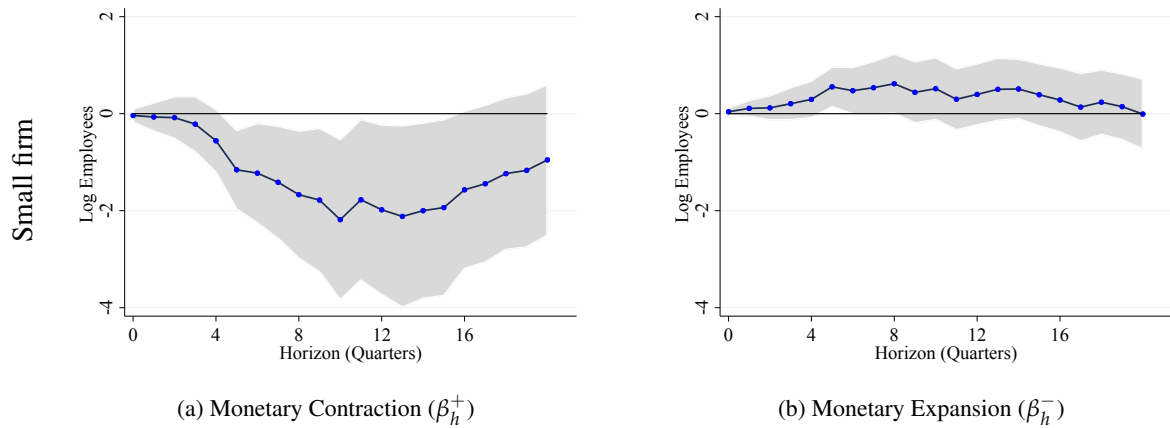 Small firm
2
0
-2
-4
Log Employees
0
4
8
12
16
Horizon (Quarters)
(a) Monetary Contraction (β_h^+)
2
0
-2
-4
Log Employees
0
4
8
12
16
Horizon (Quarters)
(b) Monetary Expansion (β_h^−)